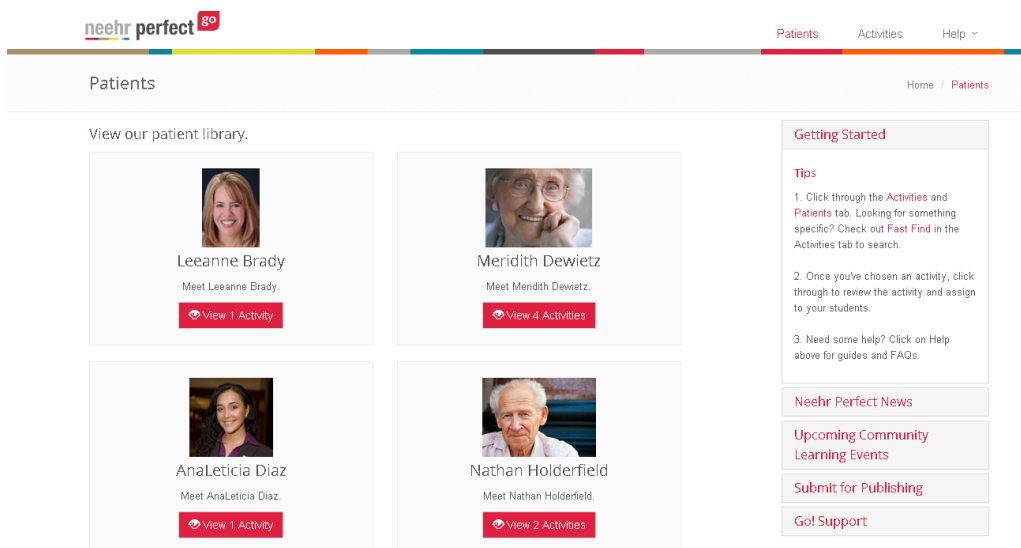 neehr perfect go
Patients
Activities
Help
Patients
Home / Patients
View our patient library.
Leeanne Brady
Meet Leeanne Brady.
View 1 Activity
Meridith Dewietz
Meet Meridith Dewietz.
View 4 Activities
AnaLeticia Diaz
Meet AnaLeticia Diaz.
View 1 Activity
Nathan Holderfield
Meet Nathan Holderfield.
View 2 Activities
Getting Started
Tips
1. Click through the Activities and
Patients tab. Looking for something
specific? Check out Fast Find in the
Activities tab to search.
2. Once you've chosen an activity, click
through to review the activity and assign
to your students.
3. Need some help? Click on Help
above for guides and FAQs.
Neehr Perfect News
Upcoming Community
Learning Events
Submit for Publishing
Go! Support